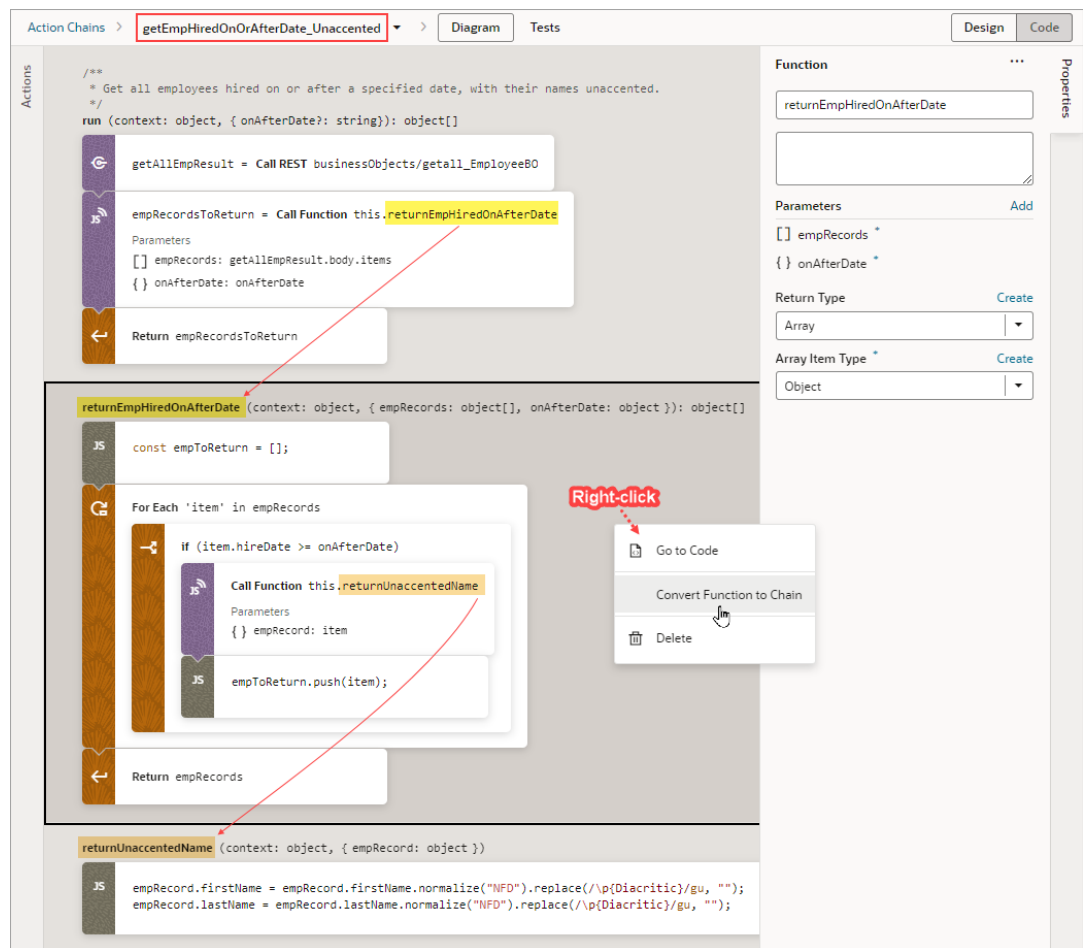 Action Chains > getEmpHiredOnOrAfterDate_Unaccented > Diagram Tests Design Code
Actions
/**
* Get all employees hired on or after a specified date, with their names unaccented.
*/
run (context: object, { onAfterDate?: string}): object[]
getAllEmpResult = Call REST businessObjects/getall_EmployeeBO
JS
empRecordsToReturn = Call Function this.returnEmpHiredOnAfterDate
Parameters
[] empRecords: getAllEmpResult.body.items
{ } onAfterDate: onAfterDate
Return empRecordsToReturn
returnEmpHiredOnAfterDate (context: object, { empRecords: object[], onAfterDate: object }): object[]
JS
const empToReturn = [];
For Each 'item' in empRecords
if (item.hireDate >= onAfterDate)
JS
Call Function this.returnUnaccentedName
Parameters
{ } empRecord: item
JS
empToReturn.push(item);
Return empRecords
returnUnaccentedName (context: object, { empRecord: object })
JS
empRecord.firstName = empRecord.firstName.normalize("NFD").replace(/\p{Diacritic}/gu, "");
empRecord.lastName = empRecord.lastName.normalize("NFD").replace(/\p{Diacritic}/gu, "");
Right-click
Go to Code
Convert Function to Chain
Delete
Function ...
returnEmpHiredOnAfterDate
Parameters Add
[] empRecords *
{ } onAfterDate *
Return Type Create
Array
Array Item Type * Create
Object
Properties